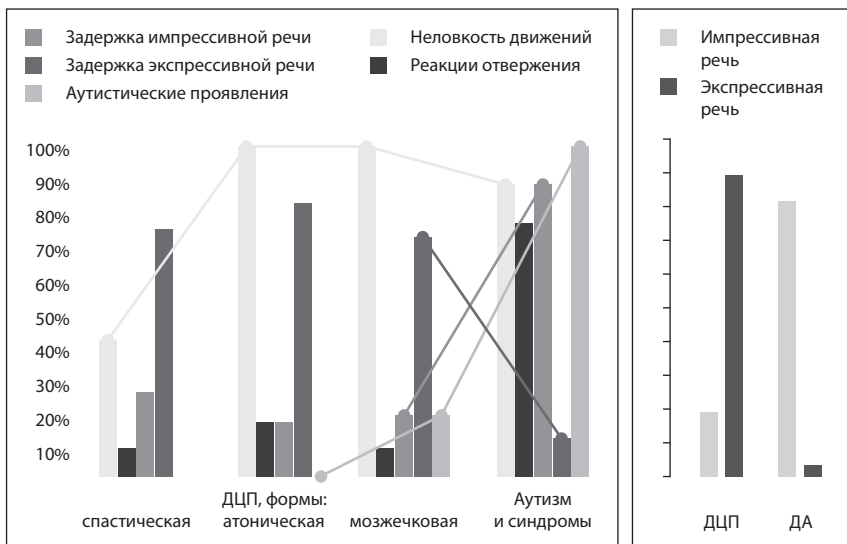 Задержка импрессивной речи
Задержка экспрессивной речи
Аутистические проявления
Неловкость движений
Реакции отвержения
100%
90%
80%
70%
60%
50%
40%
30%
20%
10%
спастическая
ДЦП, формы:
атоническая
мозжечковая
Аутизм
и синдромы
Импрессивная
речь
Экспрессивная
речь
ДЦП
ДА